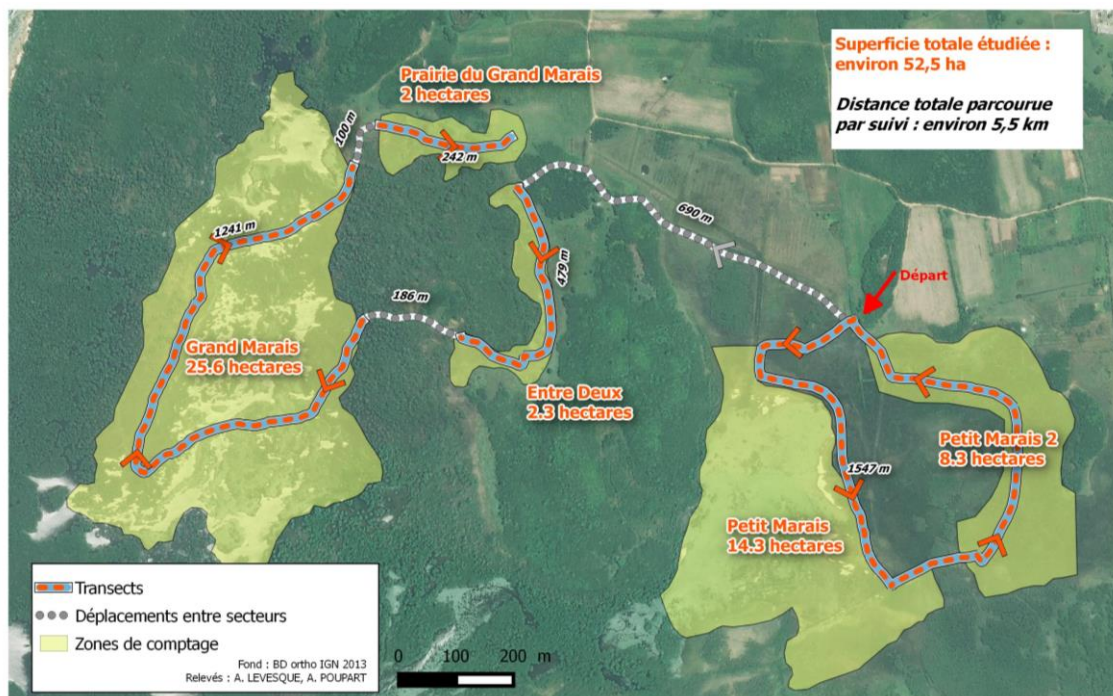 Superficie totale étudiée :
environ 52,5 ha
Distance totale parcourue
par suivi : environ 5,5 km
Prairie du Grand Marais
2 hectares
100 m
242 m
1241 m
690 m
479 m
Départ
186 m
Grand Marais
25.6 hectares
Entre Deux
2.3 hectares
Petit Marais 2
8.3 hectares
1547 m
Petit Marais
14.3 hectares
Transects
Déplacements entre secteurs
Zones de comptage
Fond : BD ortho IGN 2013
Relevés : A. LEVESQUE, A. POUPART
0 100 200 m